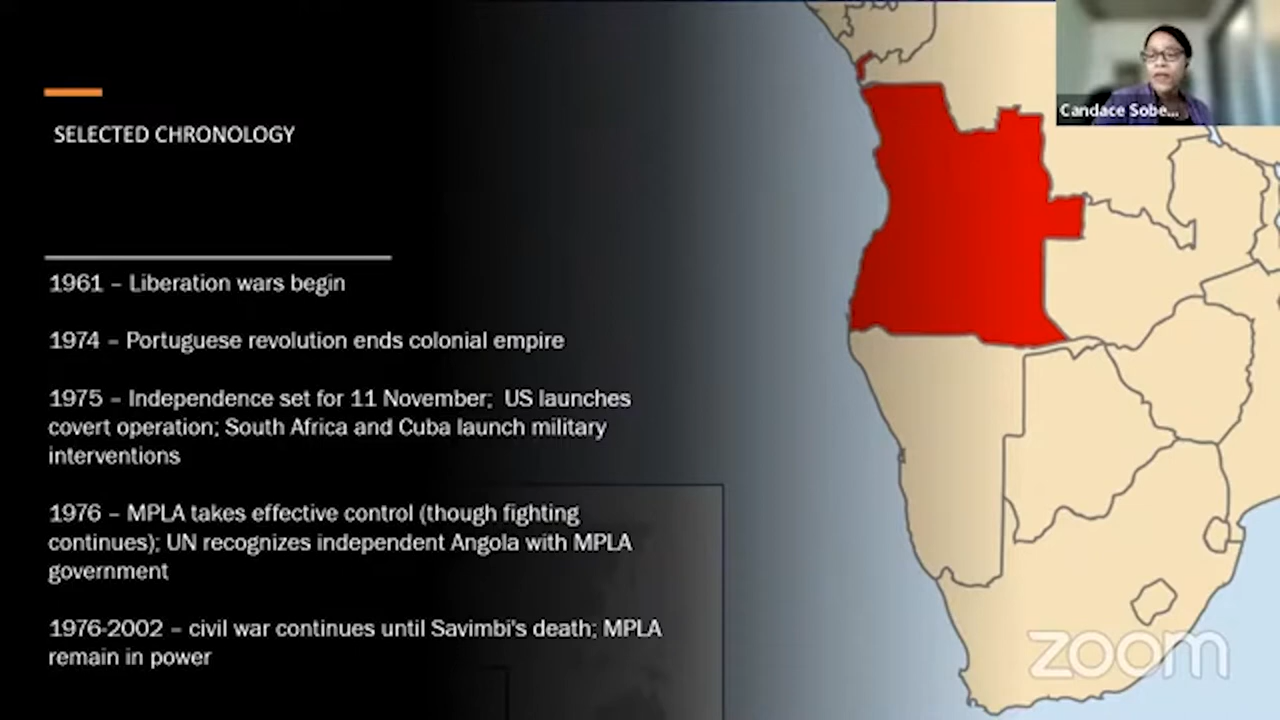 SELECTED CHRONOLOGY
1961 – Liberation wars begin
1974 – Portuguese revolution ends colonial empire
1975 – Independence set for 11 November;  US launches
covert operation; South Africa and Cuba launch military
interventions
1976 – MPLA takes effective control (though fighting
continues); UN recognizes independent Angola with MPLA
government
1976-2002 – civil war continues until Savimbi's death; MPLA
remain in power
Candace Sobe...
zoom